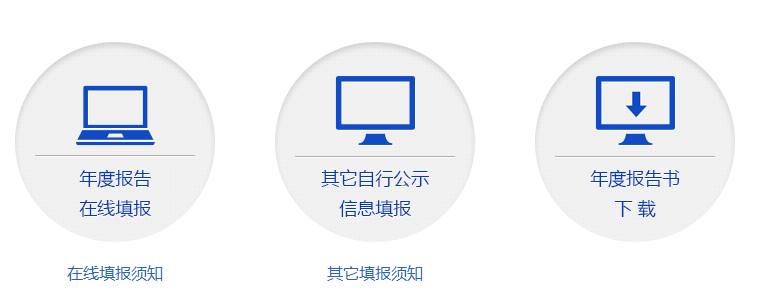 年度报告
在线填报
其它自行公示
信息填报
年度报告书
下 载
在线填报须知
其它填报须知